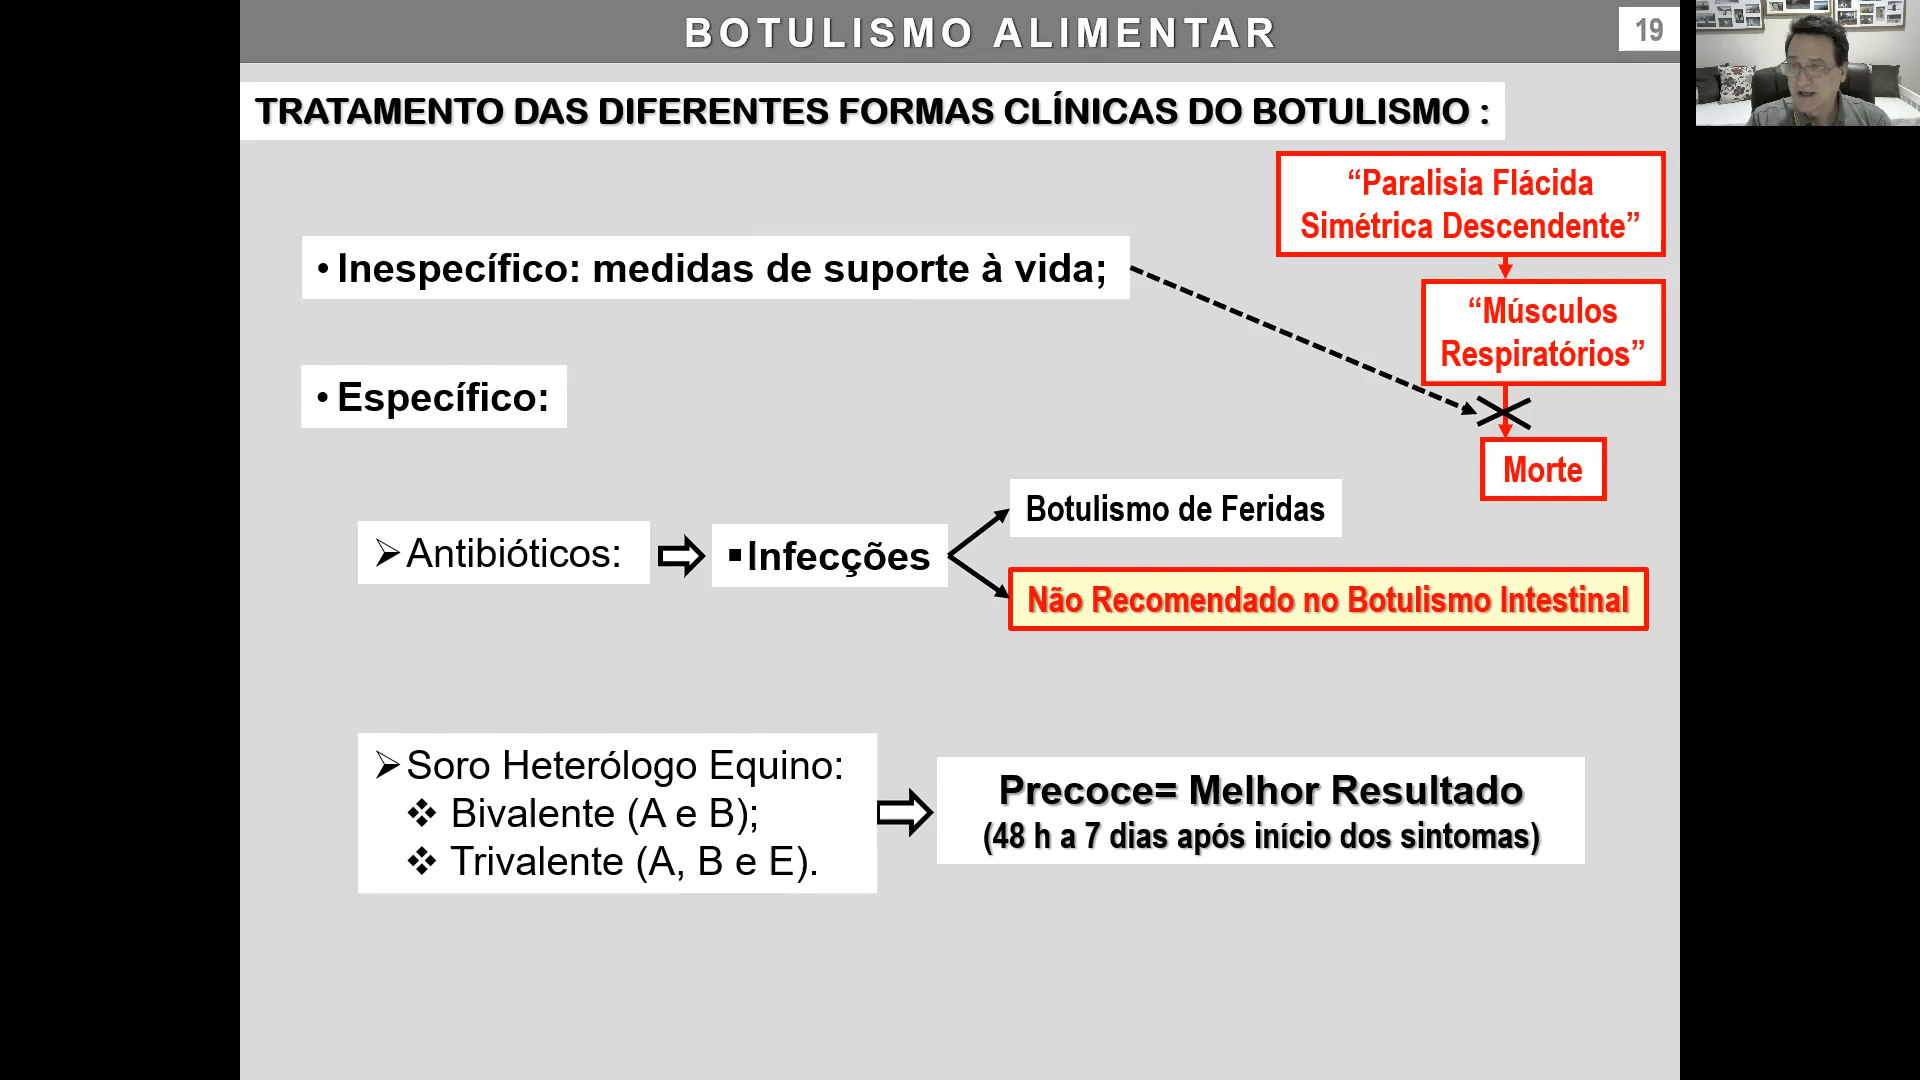 BOTULISMO ALIMENTAR
19
TRATAMENTO DAS DIFERENTES FORMAS CLÍNICAS DO BOTULISMO :
“Paralisia Flácida
Simétrica Descendente”
• Inespecífico: medidas de suporte à vida;
“Músculos
Respiratórios”
• Específico:
Morte
Botulismo de Feridas
➢Antibióticos:
▪Infecções
Não Recomendado no Botulismo Intestinal
➢Soro Heterólogo Equino:
❖ Bivalente (A e B);
❖ Trivalente (A, B e E).
Precoce= Melhor Resultado
(48 h a 7 dias após início dos sintomas)